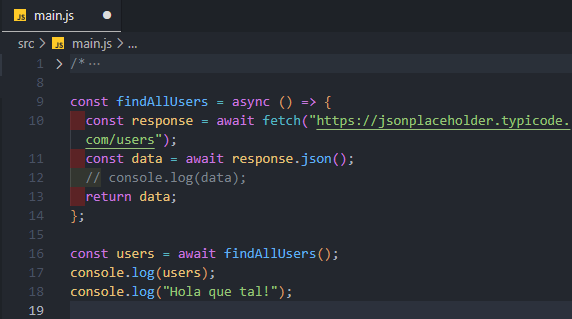 JS main.js
src > JS main.js > ...
1 > /* ...
8
9 const findAllUsers = async () => {
10 const response = await fetch("https://jsonplaceholder.typicode.
com/users");
11 const data = await response.json();
12 // console.log(data);
13 return data;
14 };
15
16 const users = await findAllUsers();
17 console.log(users);
18 console.log("Hola que tal!");
19